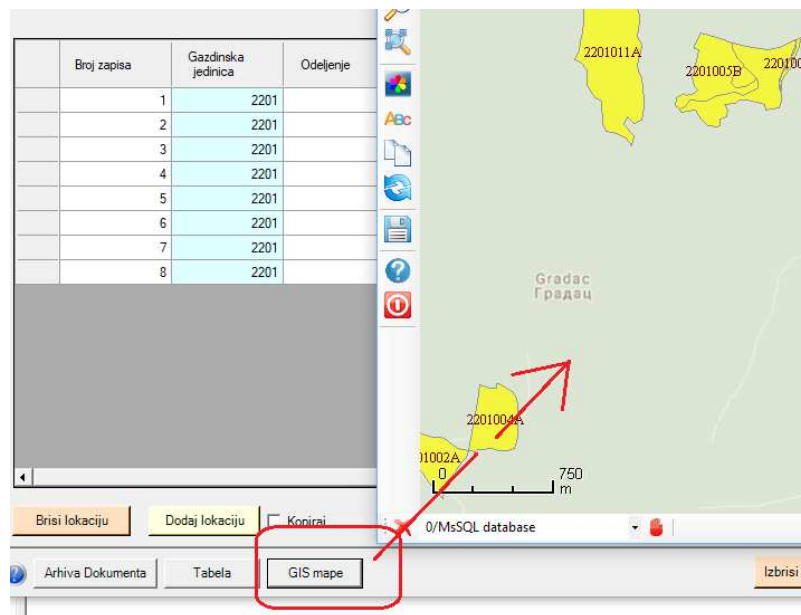 Broj zapisa
Gazdinska
jedinica
Odeljenje
1 2201
2 2201
3 2201
4 2201
5 2201
6 2201
7 2201
8 2201
Brisi lokaciju
Dodaj lokaciju
Kopiraj
Arhiva Dokumenta
Tabela
GIS mape
ABC
2201011A
2201005B
Gradac
Градац
2201004A
0 750
m
0/MsSQL database
Izbrisi